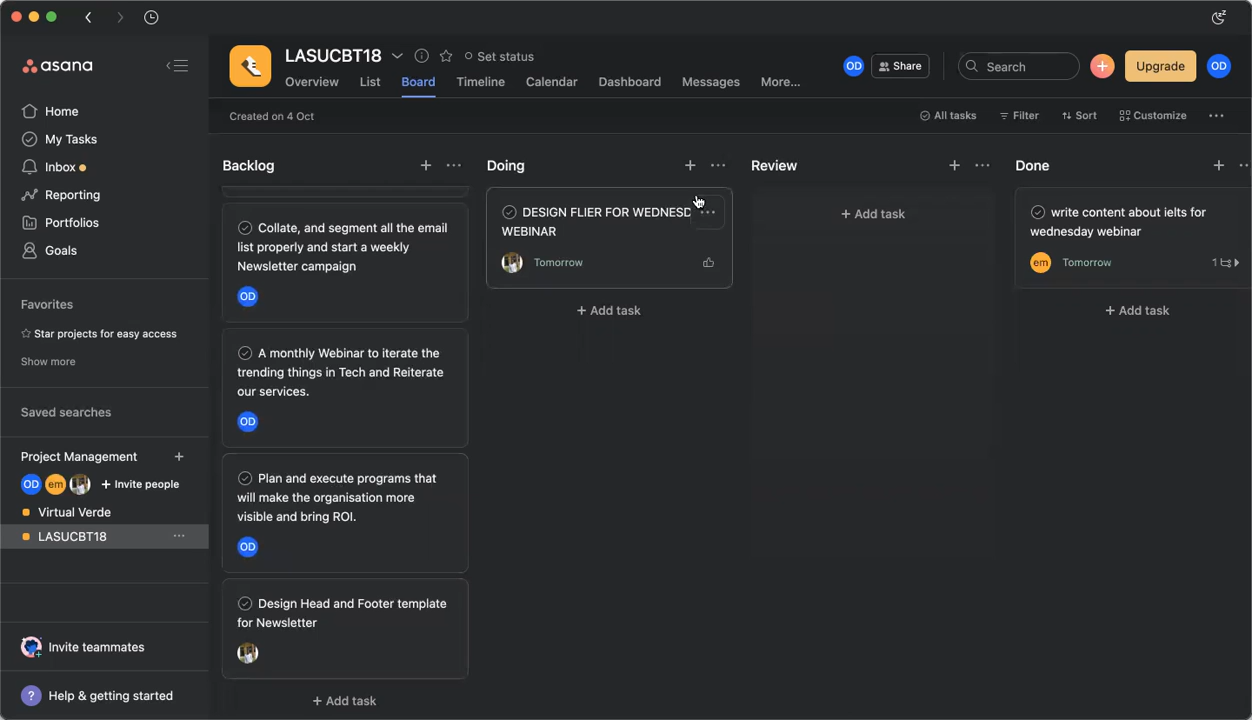 asana
Home
My Tasks
Inbox
Reporting
Portfolios
Goals
Favorites
Star projects for easy access
Show more
Saved searches
Project Management
OD em + Invite people
Virtual Verde
LASUCBT18
Invite teammates
? Help & getting started
LASUCBT18 Set status
OD Share Search Upgrade OD
Overview List Board Timeline Calendar Dashboard Messages More...
Created on 4 Oct
All tasks Filter Sort Customize
Backlog
Collate, and segment all the email
list properly and start a weekly
Newsletter campaign
OD
A monthly Webinar to iterate the
trending things in Tech and Reiterate
our services.
OD
Plan and execute programs that
will make the organisation more
visible and bring ROI.
OD
Design Head and Footer template
for Newsletter
+ Add task
Doing
DESIGN FLIER FOR WEDNESD
WEBINAR
Tomorrow
+ Add task
Review
+ Add task
Done
write content about ielts for
wednesday webinar
em Tomorrow 1
+ Add task